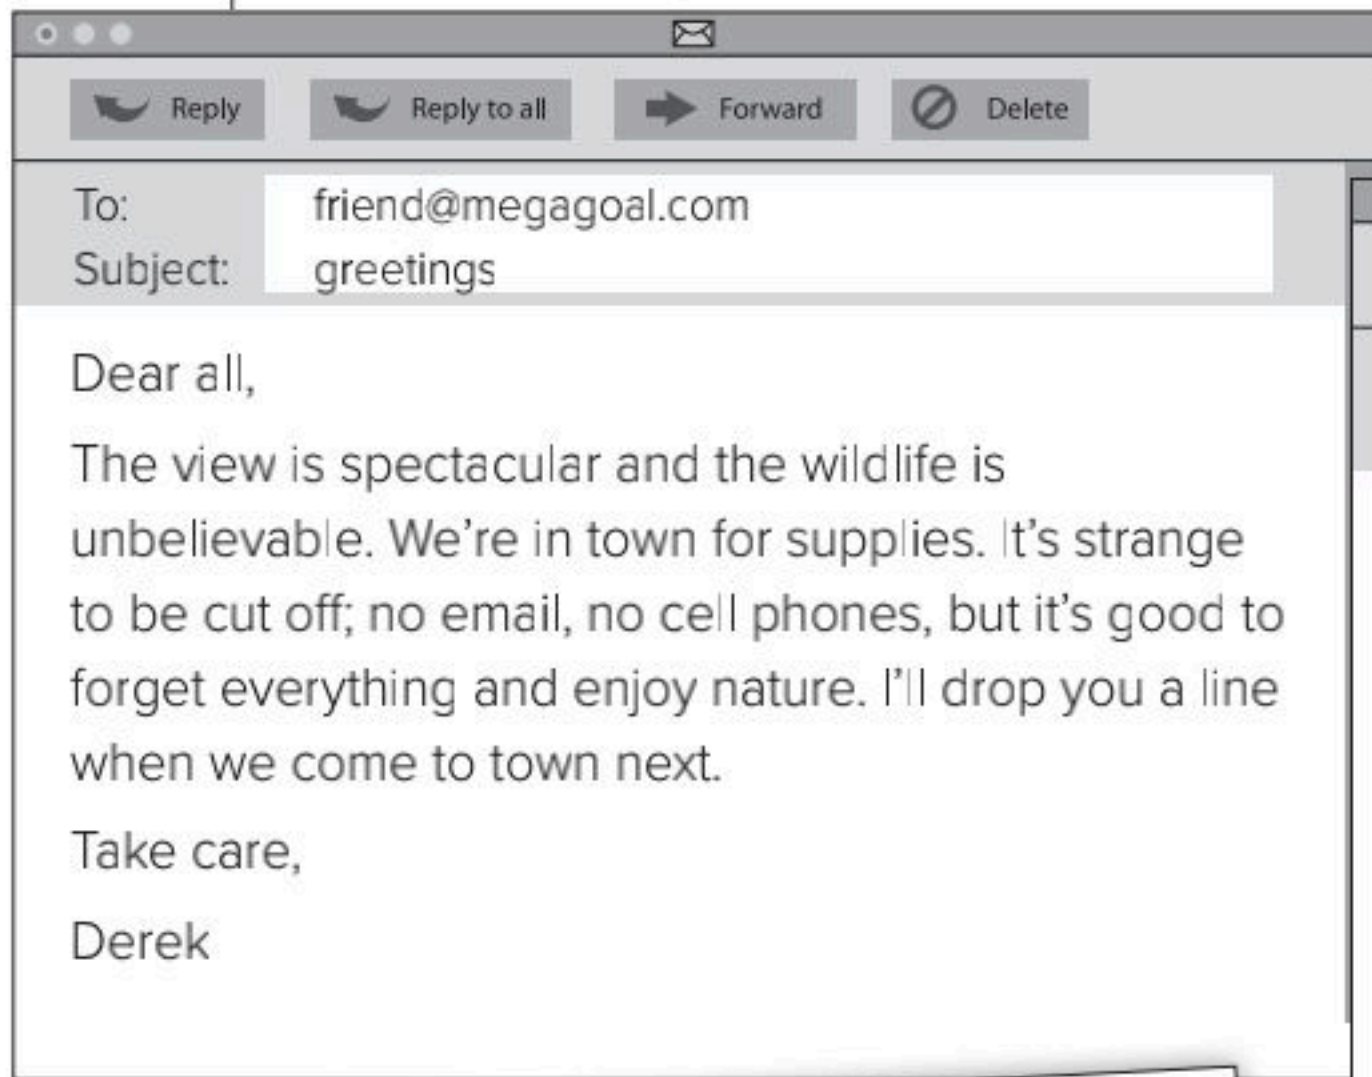 Reply Reply to all Forward Delete
To: friend@megagoal.com
Subject: greetings
Dear all,
The view is spectacular and the wildlife is
unbelievable. We're in town for supplies. It's strange
to be cut off; no email, no cell phones, but it's good to
forget everything and enjoy nature. I'll drop you a line
when we come to town next.
Take care,
Derek